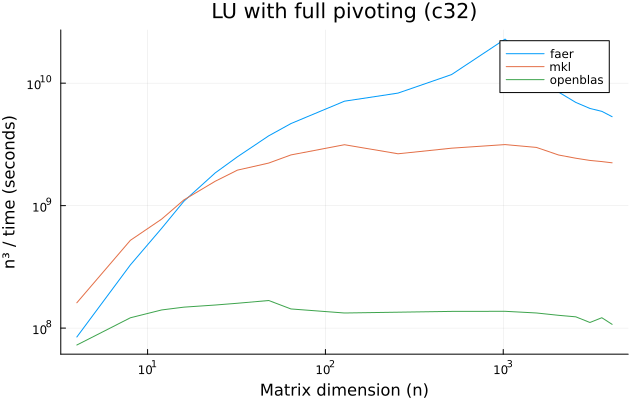 LU with full pivoting (c32)
faer
mkl
openblas
n³ / time (seconds)
10¹⁰
10⁹
10⁸
10¹
10²
10³
Matrix dimension (n)